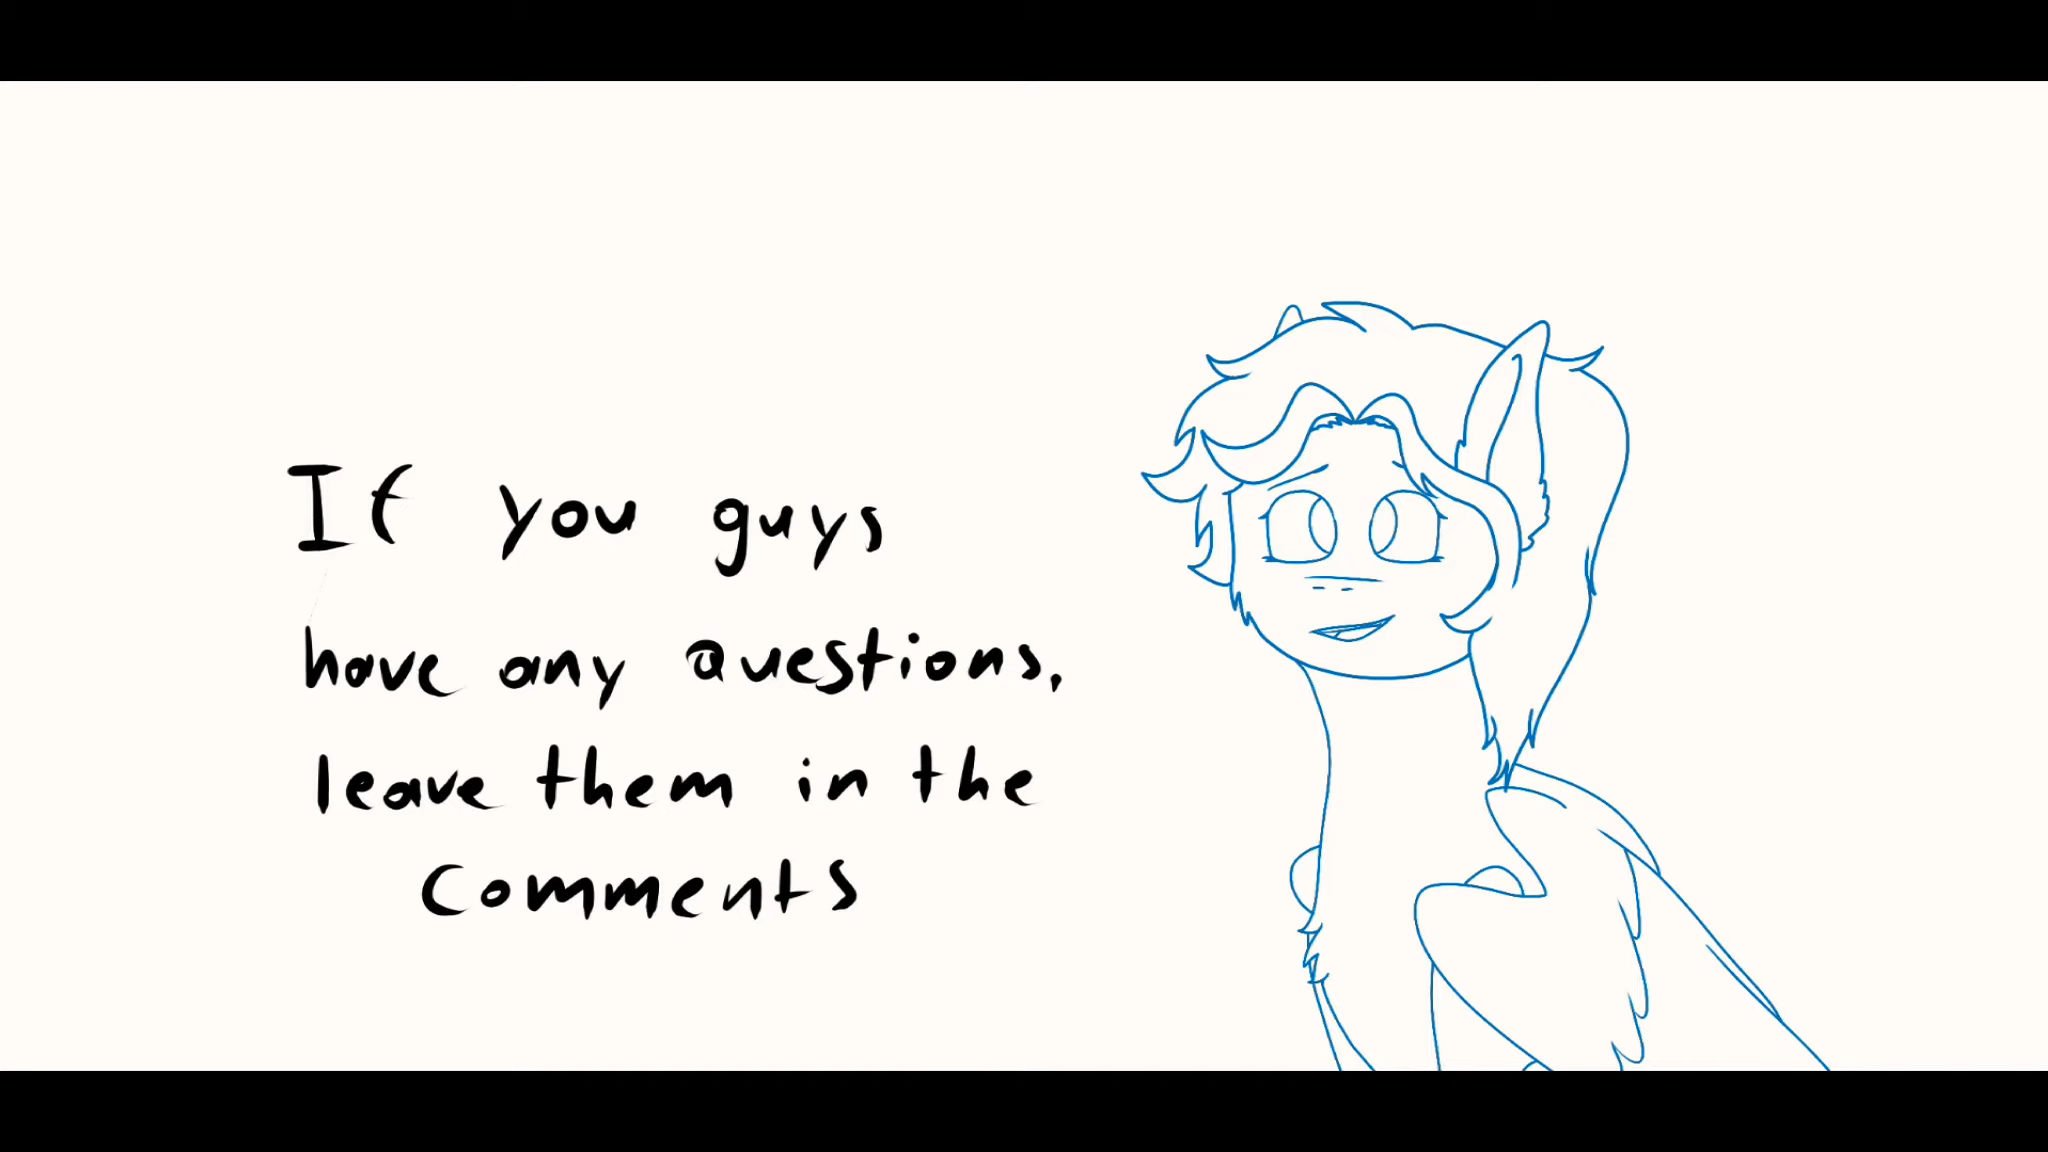 If you guys
have any questions,
leave them in the
comments